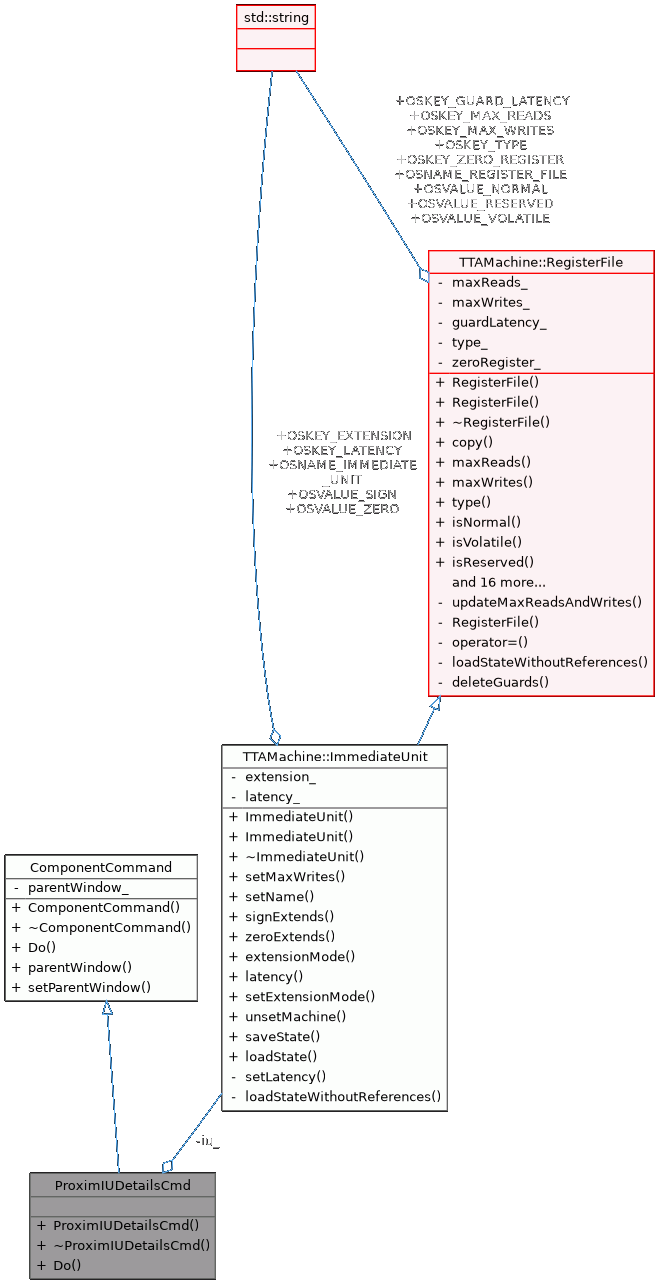 std::string
+OSKEY_GUARD_LATENCY
+OSKEY_MAX_READS
+OSKEY_MAX_WRITES
+OSKEY_TYPE
+OSKEY_ZERO_REGISTER
+OSNAME_REGISTER_FILE
+OSVALUE_NORMAL
+OSVALUE_RESERVED
+OSVALUE_VOLATILE
TTAMachine::RegisterFile
- maxReads_
- maxWrites_
- guardLatency_
- type_
- zeroRegister_
+ RegisterFile()
+ RegisterFile()
+ ~RegisterFile()
+ copy()
+ maxReads()
+ maxWrites()
+ type()
+ isNormal()
+ isVolatile()
+ isReserved()
and 16 more...
- updateMaxReadsAndWrites()
- RegisterFile()
- operator=()
- loadStateWithoutReferences()
- deleteGuards()
+OSKEY_EXTENSION
+OSKEY_LATENCY
+OSNAME_IMMEDIATE
_UNIT
+OSVALUE_SIGN
+OSVALUE_ZERO
TTAMachine::ImmediateUnit
- extension_
- latency_
+ ImmediateUnit()
+ ImmediateUnit()
+ ~ImmediateUnit()
+ setMaxWrites()
+ setName()
+ signExtends()
+ zeroExtends()
+ extensionMode()
+ latency()
+ setExtensionMode()
+ unsetMachine()
+ saveState()
+ loadState()
- setLatency()
- loadStateWithoutReferences()
ComponentCommand
- parentWindow_
+ ComponentCommand()
+ ~ComponentCommand()
+ Do()
+ parentWindow()
+ setParentWindow()
-iu_
ProximIUDetailsCmd
+ ProximIUDetailsCmd()
+ ~ProximIUDetailsCmd()
+ Do()